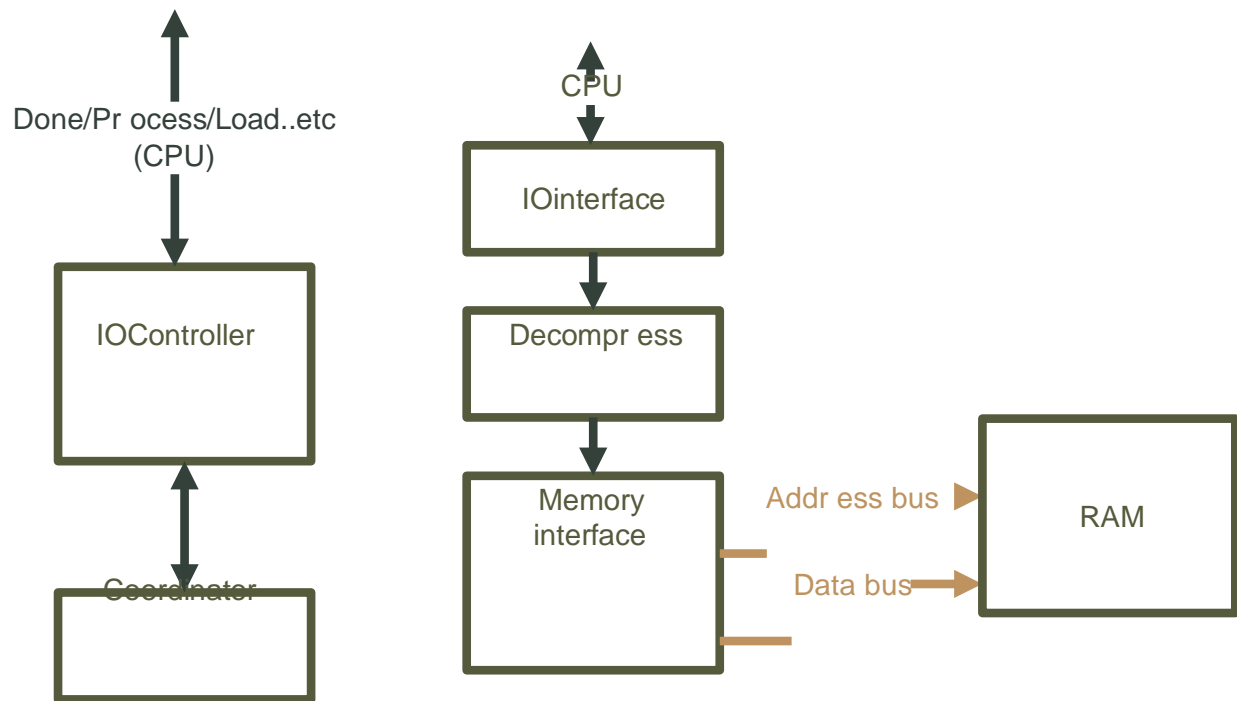 Done/Pr ocess/Load..etc
(CPU)
CPU
IOinterface
IOController
Decompr ess
Memory
interface
Addr ess bus
RAM
Data bus
Coordinator